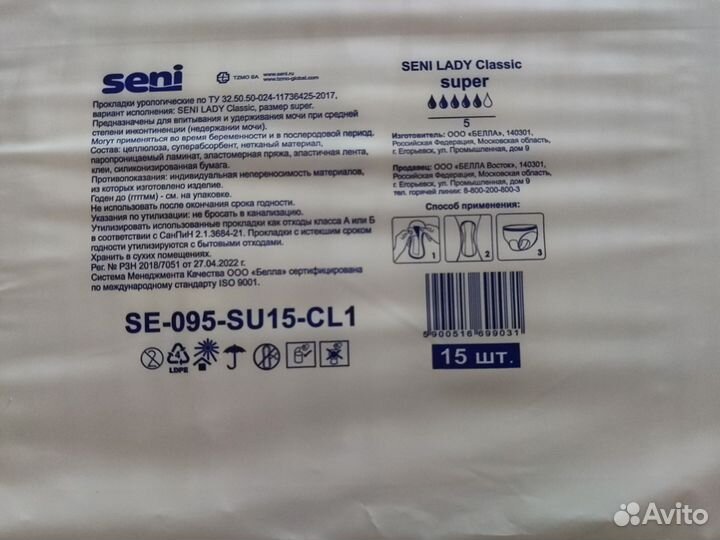 seni
TZMO SA
www.seni.ru
www.tzmo-global.com
Прокладки урологические по ТУ 32.50.50-024-11736425-2017,
вариант исполнения: SENI LADY Classic, размер super.
Предназначены для впитывания и удерживания мочи при средней
степени инконтиненции (недержании мочи).
Могут применяться во время беременности и в послеродовой период.
Состав: целлюлоза, суперабсорбент, нетканый материал,
паропроницаемый ламинат, эластомерная пряжа, эластичная лента,
клеи, силиконизированная бумага.
Противопоказания: индивидуальная непереносимость материалов,
из которых изготовлено изделие.
Годен до (ггггмм) - см. на упаковке.
Не использовать после окончания срока годности.
Указания по утилизации: не бросать в канализацию.
Утилизировать использованные прокладки как отходы класса А или Б
в соответствии с СанПиН 2.1.3684-21. Прокладки с истекшим сроком
годности утилизируются с бытовыми отходами.
Хранить в сухих помещениях.
Рег. № РЗН 2018/7051 от 27.04.2022 г.
Система Менеджмента Качества ООО «Белла» сертифицирована
по международному стандарту ISO 9001.
SE-095-SU15-CL1
2
4
LDPE
SENI LADY Classic
super
5
Изготовитель: ООО «БЕЛЛА», 140301,
Российская Федерация, Московская область,
г. Егорьевск, ул. Промышленная, дом 9
Продавец: ООО «БЕЛЛА Восток», 140301,
Российская Федерация, Московская область,
г. Егорьевск, ул. Промышленная, дом 9
тел. горячей линии: 8-800-200-800-3
Способ применения:
1
2
3
5900516699031
15 шт.
Avito